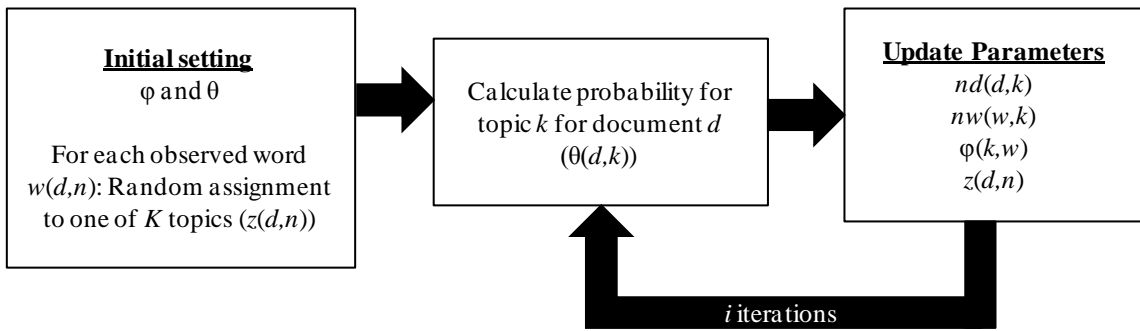 Initial setting
φ and θ
For each observed word
w(d,n): Random assignment
to one of K topics (z(d,n))
Calculate probability for
topic k for document d
(θ(d,k))
Update Parameters
nd(d,k)
nw(w,k)
φ(k,w)
z(d,n)
i iterations